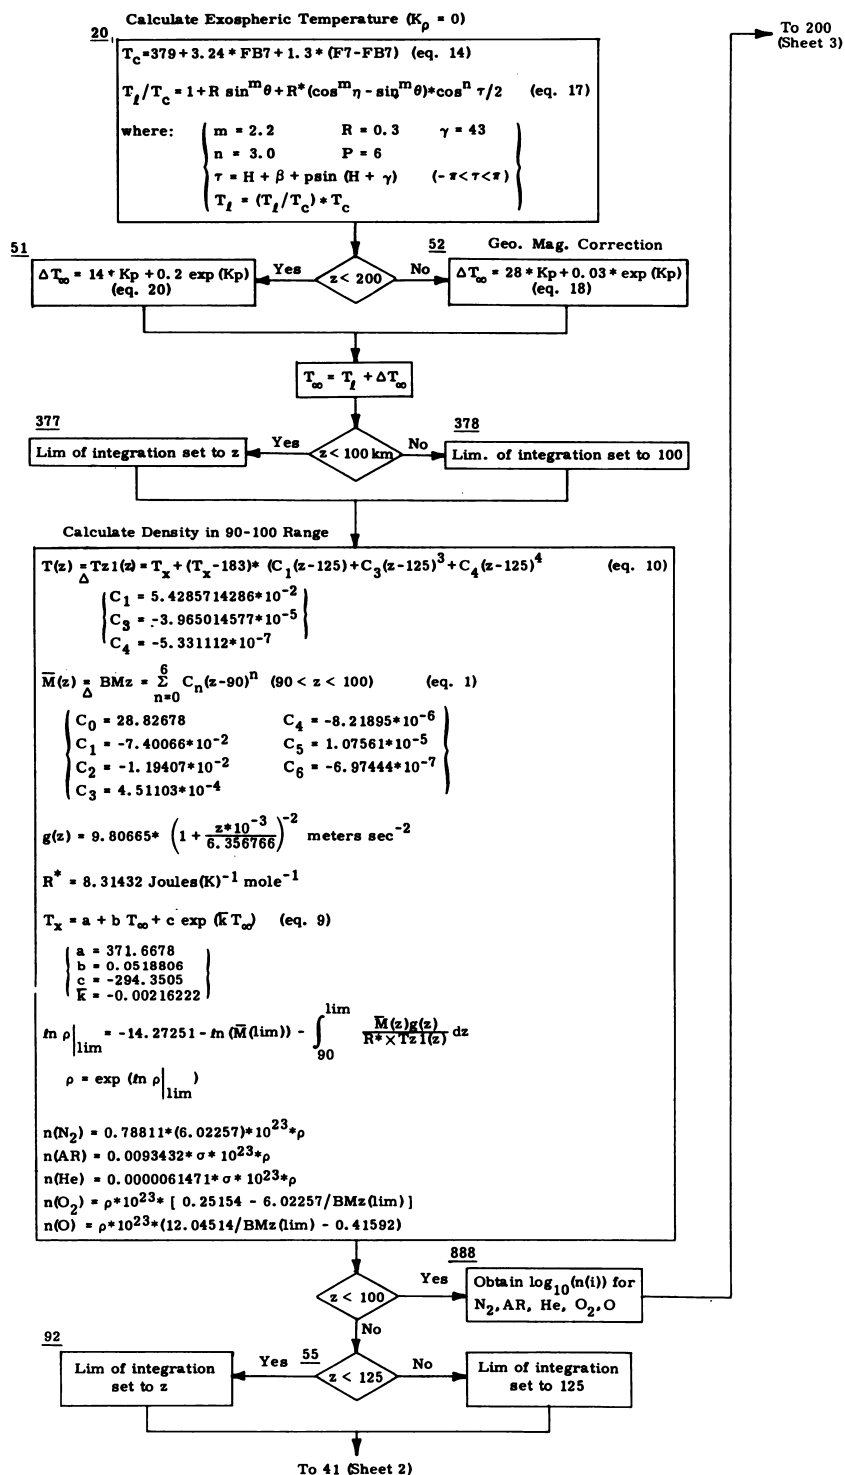 Calculate Exospheric Temperature (Kρ = 0)
To 200
(Sheet 3)
20
Tc=379+3.24* FB7+1.3*(F7-FB7) (eq. 14)
Tℓ/Tc = 1+R sin^m θ+R*(cos^m η - sin^m θ)*cos^n τ/2 (eq. 17)
where: m = 2.2 R = 0.3 γ = 43
n = 3.0 P = 6
τ = H + β + psin (H + γ) (-π<τ<π)
Tℓ = (Tℓ/Tc) * Tc
51
52
Geo. Mag. Correction
ΔT∞ = 14 * Kp + 0.2 exp (Kp)
(eq. 20)
Yes
z < 200
No
ΔT∞ = 28 * Kp + 0.03 * exp (Kp)
(eq. 18)
T∞ = Tℓ + ΔT∞
377
378
Lim of integration set to z
Yes
z < 100 km
No
Lim. of integration set to 100
Calculate Density in 90-100 Range
T(z) =Δ Tz1(z) = Tx + (Tx-183)* (C1(z-125)+C3(z-125)^3+C4(z-125)^4 (eq. 10)
C1 = 5.4285714286*10^-2
C3 = -3.965014577*10^-5
C4 = -5.331112*10^-7
M̅(z) =Δ BMz = Σ(n=0 to 6) Cn(z-90)^n (90 < z < 100) (eq. 1)
C0 = 28.82678 C4 = -8.21895*10^-6
C1 = -7.40066*10^-2 C5 = 1.07561*10^-5
C2 = -1.19407*10^-2 C6 = -6.97444*10^-7
C3 = 4.51103*10^-4
g(z) = 9.80665* (1 + z*10^-3/6.356766)^-2 meters sec^-2
R* = 8.31432 Joules(K)^-1 mole^-1
Tx = a + b T∞ + c exp (k̅ T∞) (eq. 9)
a = 371.6678
b = 0.0518806
c = -294.3505
k̅ = -0.00216222
ℓn ρ|lim = -14.27251 - ℓn (M̅(lim)) - ∫90^lim M̅(z)g(z)/R* × Tz1(z) dz
ρ = exp (ℓn ρ|lim)
n(N2) = 0.78811*(6.02257)*10^23*ρ
n(AR) = 0.0093432* σ* 10^23*ρ
n(He) = 0.0000061471* σ* 10^23*ρ
n(O2) = ρ*10^23* [ 0.25154 - 6.02257/BMz(lim) ]
n(O) = ρ*10^23*(12.04514/BMz(lim) - 0.41592)
888
z < 100
Yes
Obtain log10(n(i)) for
N2, AR, He, O2, O
No
92
55
Lim of integration
set to z
Yes
z < 125
No
Lim of integration
set to 125
To 41 (Sheet 2)